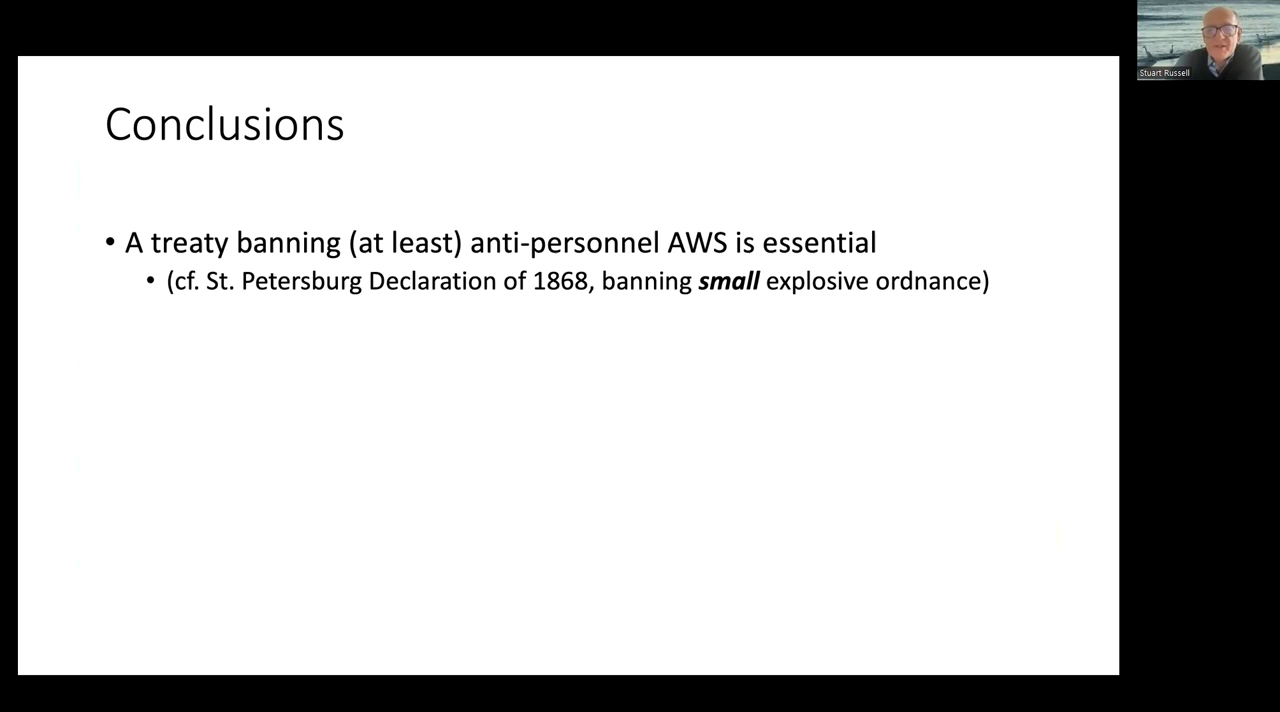 Stuart Russell
Conclusions
• A treaty banning (at least) anti-personnel AWS is essential
• (cf. St. Petersburg Declaration of 1868, banning small explosive ordnance)